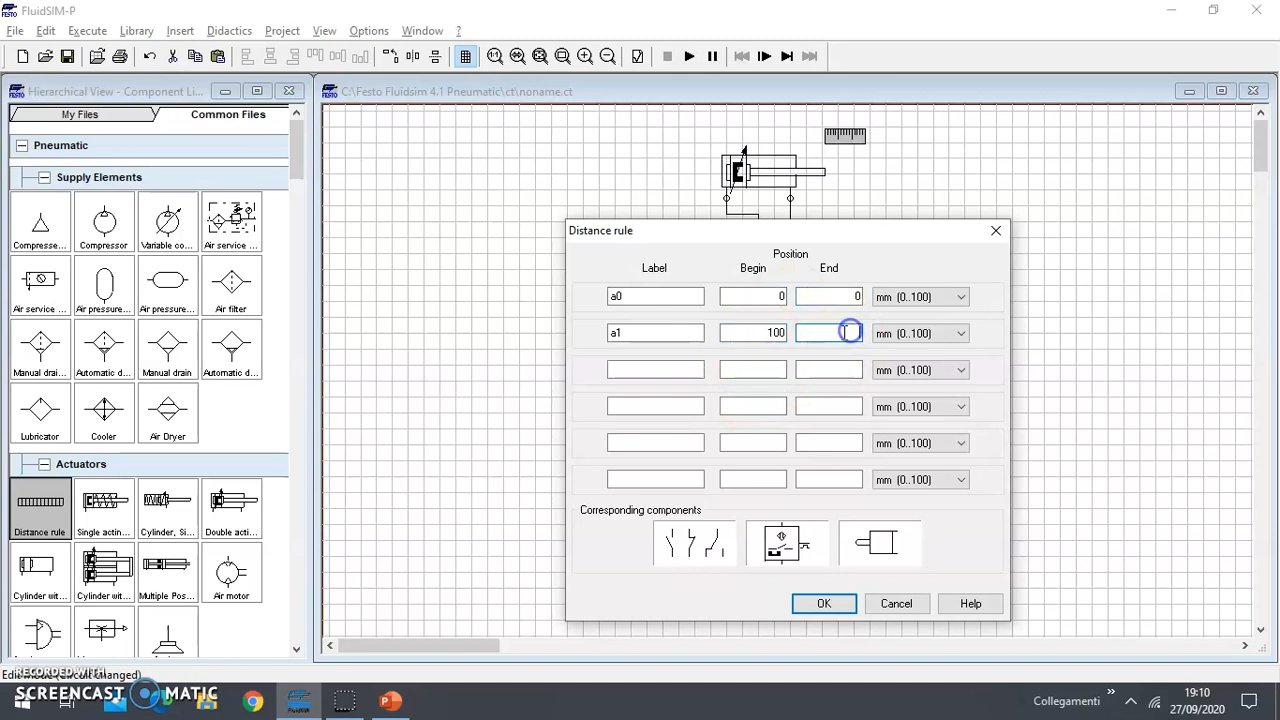 FluidSIM-P
File Edit Execute Library Insert Didactics Project View Options Window ?
Hierarchical View - Component Li...
My Files
Common Files
Pneumatic
Supply Elements
Compresse...
Compressor
Variable co...
Air service ...
Air service ...
Air pressure...
Air pressure...
Air filter
Manual drain...
Manual drain
Automatic d...
Automatic d...
Lubricator
Cooler
Air Dryer
Actuators
Distance rule
Single actin...
Cylinder, Si...
Double acti...
Cylinder wit...
Cylinder wit...
Multiple Pos...
Air motor
C:\Festo Fluidsim 4.1 Pneumatic\ct\noname.ct
Distance rule
Position
Label Begin End
a0 0 0 mm (0..100)
a1 100 mm (0..100)
mm (0..100)
mm (0..100)
mm (0..100)
mm (0..100)
Corresponding components
OK Cancel Help
RECORDED WITH
SCREENCAST MATIC
Collegamenti
19:10
27/09/2020